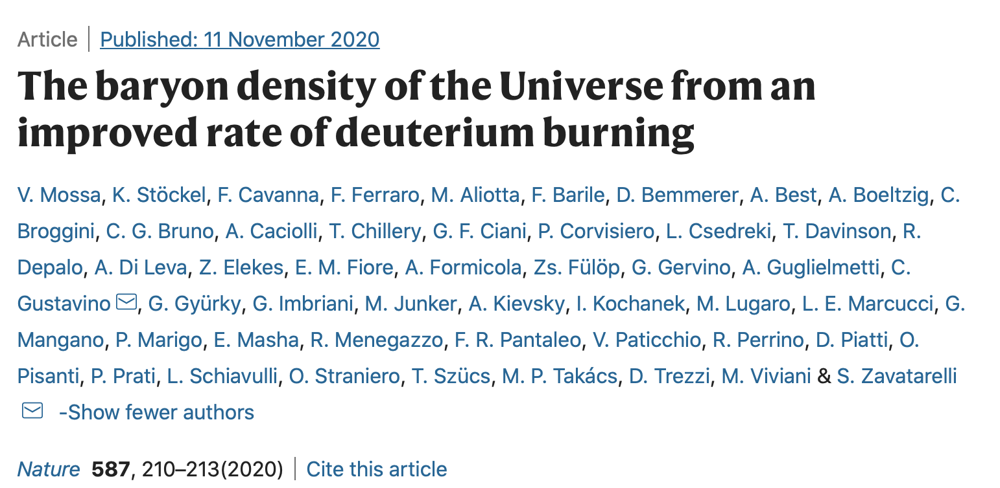 Article | Published: 11 November 2020
The baryon density of the Universe from an
improved rate of deuterium burning
V. Mossa, K. Stöckel, F. Cavanna, F. Ferraro, M. Aliotta, F. Barile, D. Bemmerer, A. Best, A. Boeltzig, C.
Broggini, C. G. Bruno, A. Caciolli, T. Chillery, G. F. Ciani, P. Corvisiero, L. Csedreki, T. Davinson, R.
Depalo, A. Di Leva, Z. Elekes, E. M. Fiore, A. Formicola, Zs. Fülöp, G. Gervino, A. Guglielmetti, C.
Gustavino, G. Gyürky, G. Imbriani, M. Junker, A. Kievsky, I. Kochanek, M. Lugaro, L. E. Marcucci, G.
Mangano, P. Marigo, E. Masha, R. Menegazzo, F. R. Pantaleo, V. Paticchio, R. Perrino, D. Piatti, O.
Pisanti, P. Prati, L. Schiavulli, O. Straniero, T. Szücs, M. P. Takács, D. Trezzi, M. Viviani & S. Zavatarelli
-Show fewer authors
Nature 587, 210–213(2020) | Cite this article